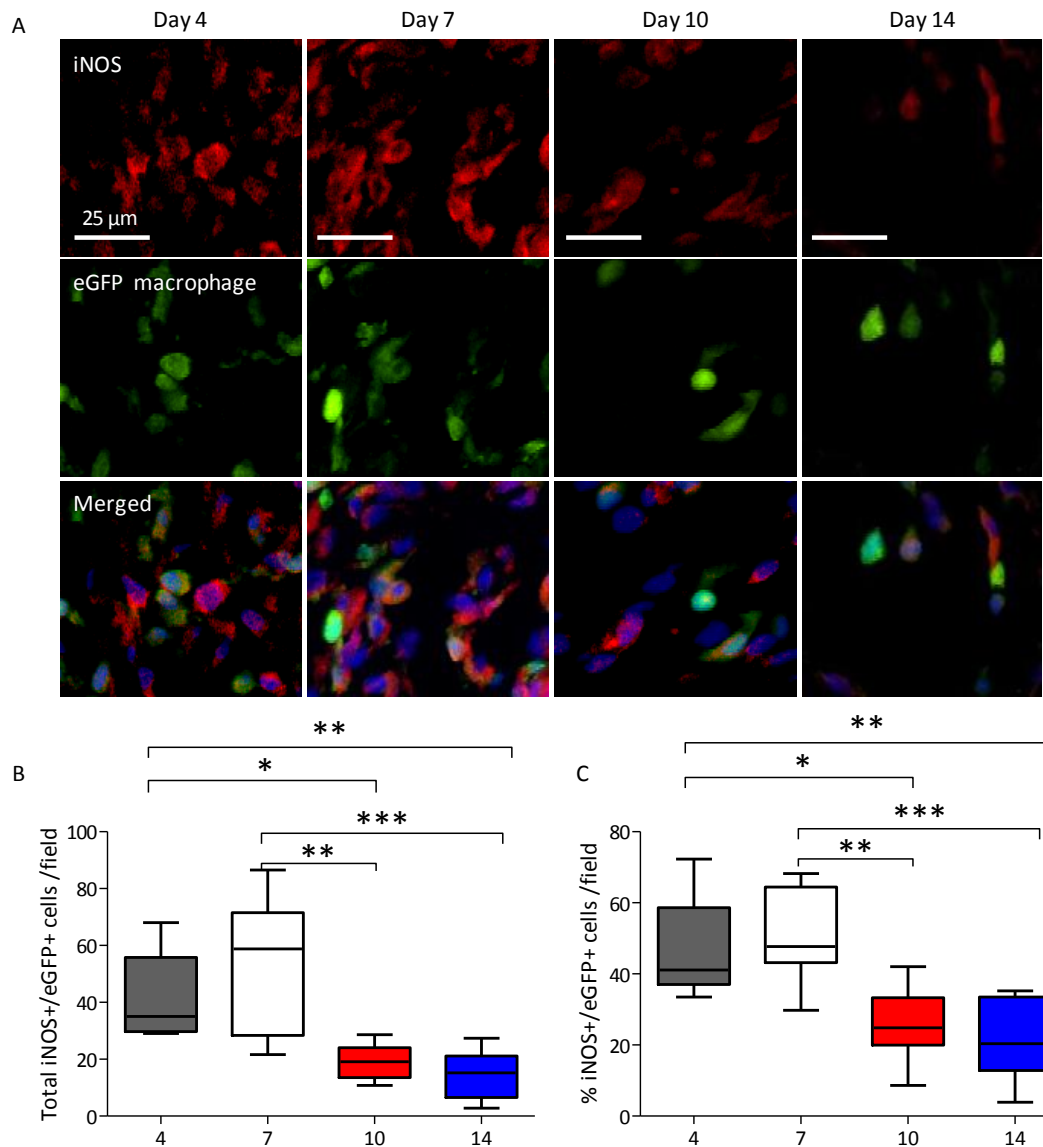 A
Day 4 Day 7 Day 10 Day 14
iNOS
25 µm
eGFP macrophage
Merged
B
**
*
***
**
Total iNOS+/eGFP+ cells /field
100
80
60
40
20
0
4 7 10 14
C
**
*
***
**
% iNOS+/eGFP+ cells /field
80
60
40
20
0
4 7 10 14